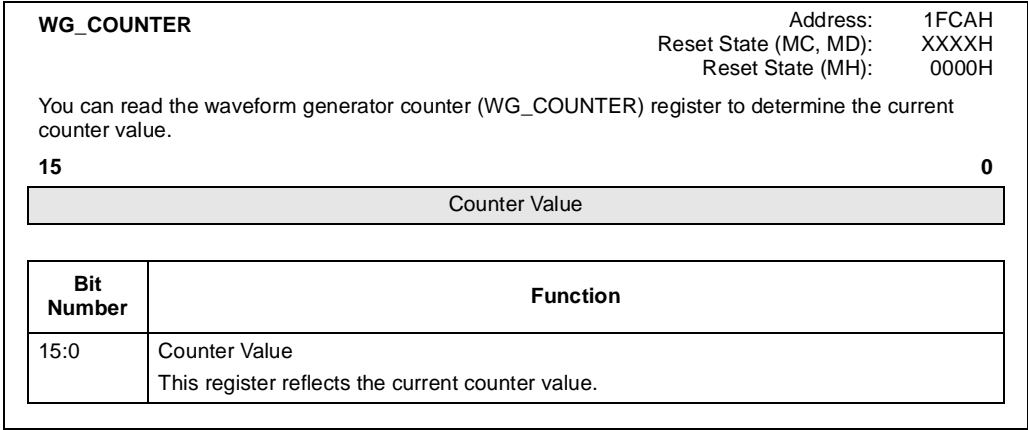 WG_COUNTER
Address: 1FCAH
Reset State (MC, MD): XXXXH
Reset State (MH): 0000H
You can read the waveform generator counter (WG_COUNTER) register to determine the current
counter value.
15 0
Counter Value
Bit Number Function
15:0 Counter Value
This register reflects the current counter value.